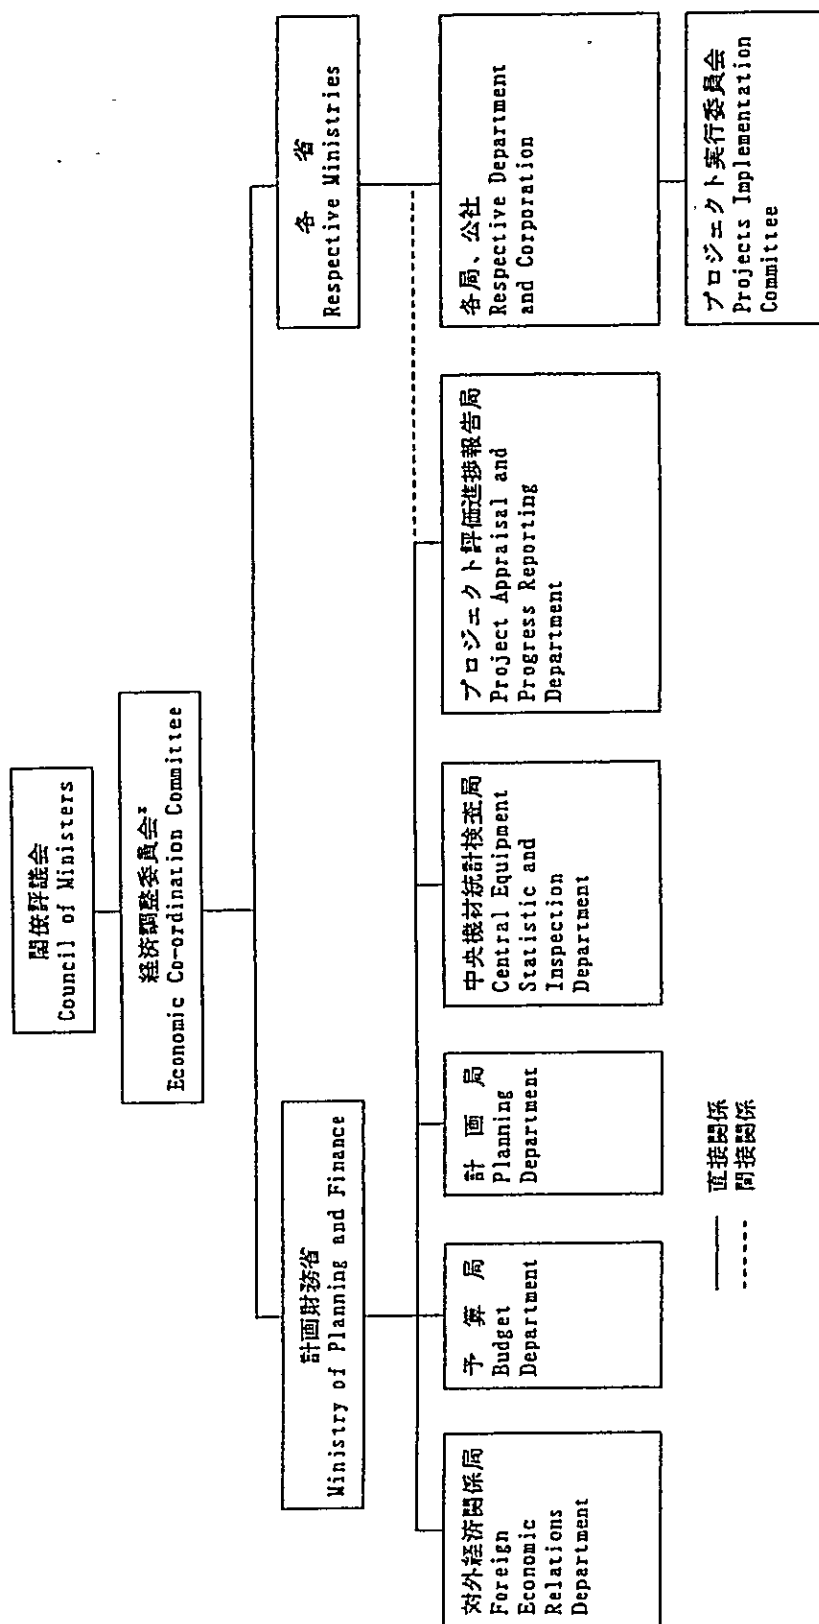 閣僚評議会
Council of Ministers
経済調整委員会*
Economic Co-ordination Committee
計画財務省
Ministry of Planning and Finance
各 省
Respective Ministries
対外経済関係局
Foreign
Economic
Relations
Department
予 算 局
Budget
Department
計 画 局
Planning
Department
中央機材統計検査局
Central Equipment
Statistic and
Inspection
Department
プロジェクト評価進捗報告局
Project Appraisal and
Progress Reporting
Department
各局、公社
Respective Department
and Corporation
プロジェクト実行委員会
Projects Implementation
Committee
直接関係
間接関係